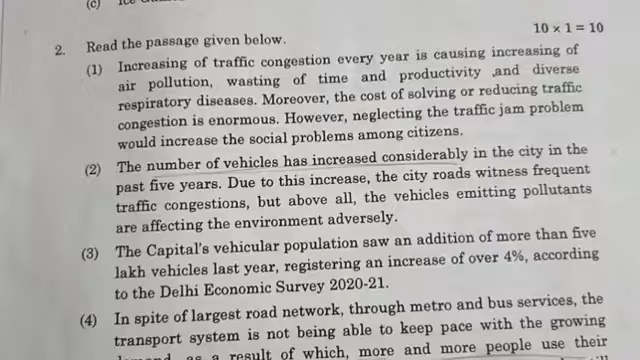 (c) Ice
10 × 1 = 10
2. Read the passage given below.
(1) Increasing of traffic congestion every year is causing increasing of
air pollution, wasting of time and productivity and diverse
respiratory diseases. Moreover, the cost of solving or reducing traffic
congestion is enormous. However, neglecting the traffic jam problem
would increase the social problems among citizens.
(2) The number of vehicles has increased considerably in the city in the
past five years. Due to this increase, the city roads witness frequent
traffic congestions, but above all, the vehicles emitting pollutants
are affecting the environment adversely.
(3) The Capital's vehicular population saw an addition of more than five
lakh vehicles last year, registering an increase of over 4%, according
to the Delhi Economic Survey 2020-21.
(4) In spite of largest road network, through metro and bus services, the
transport system is not being able to keep pace with the growing
demand, as a result of which, more and more people use their